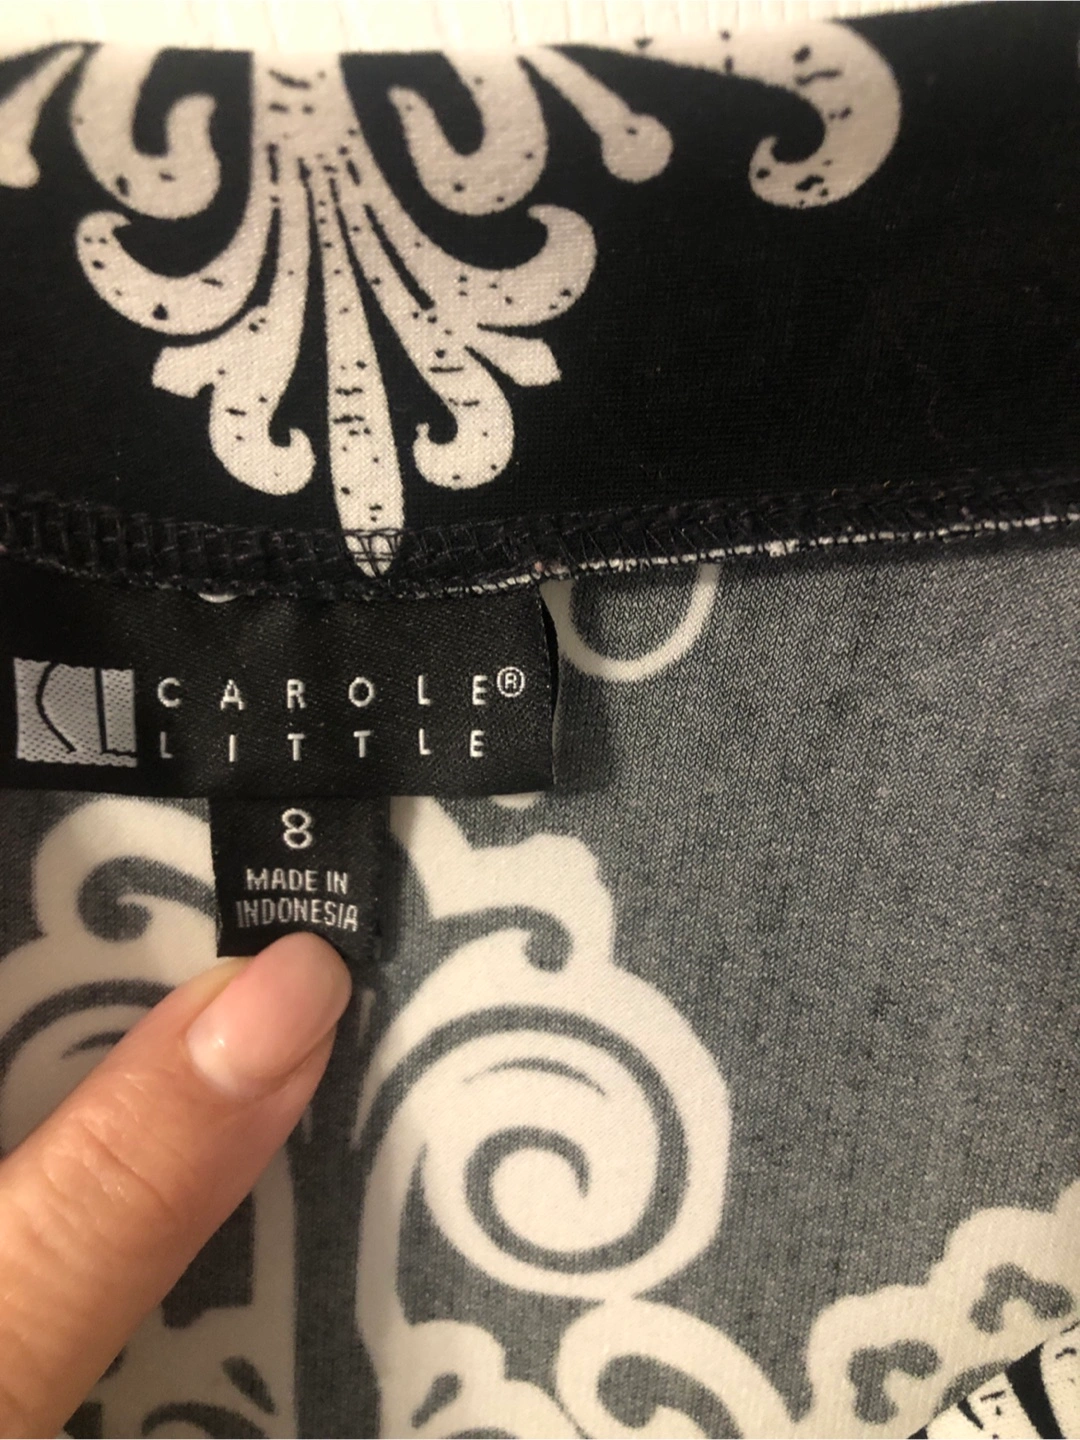 CL CAROLE®
LITTLE
8
MADE IN
INDONESIA